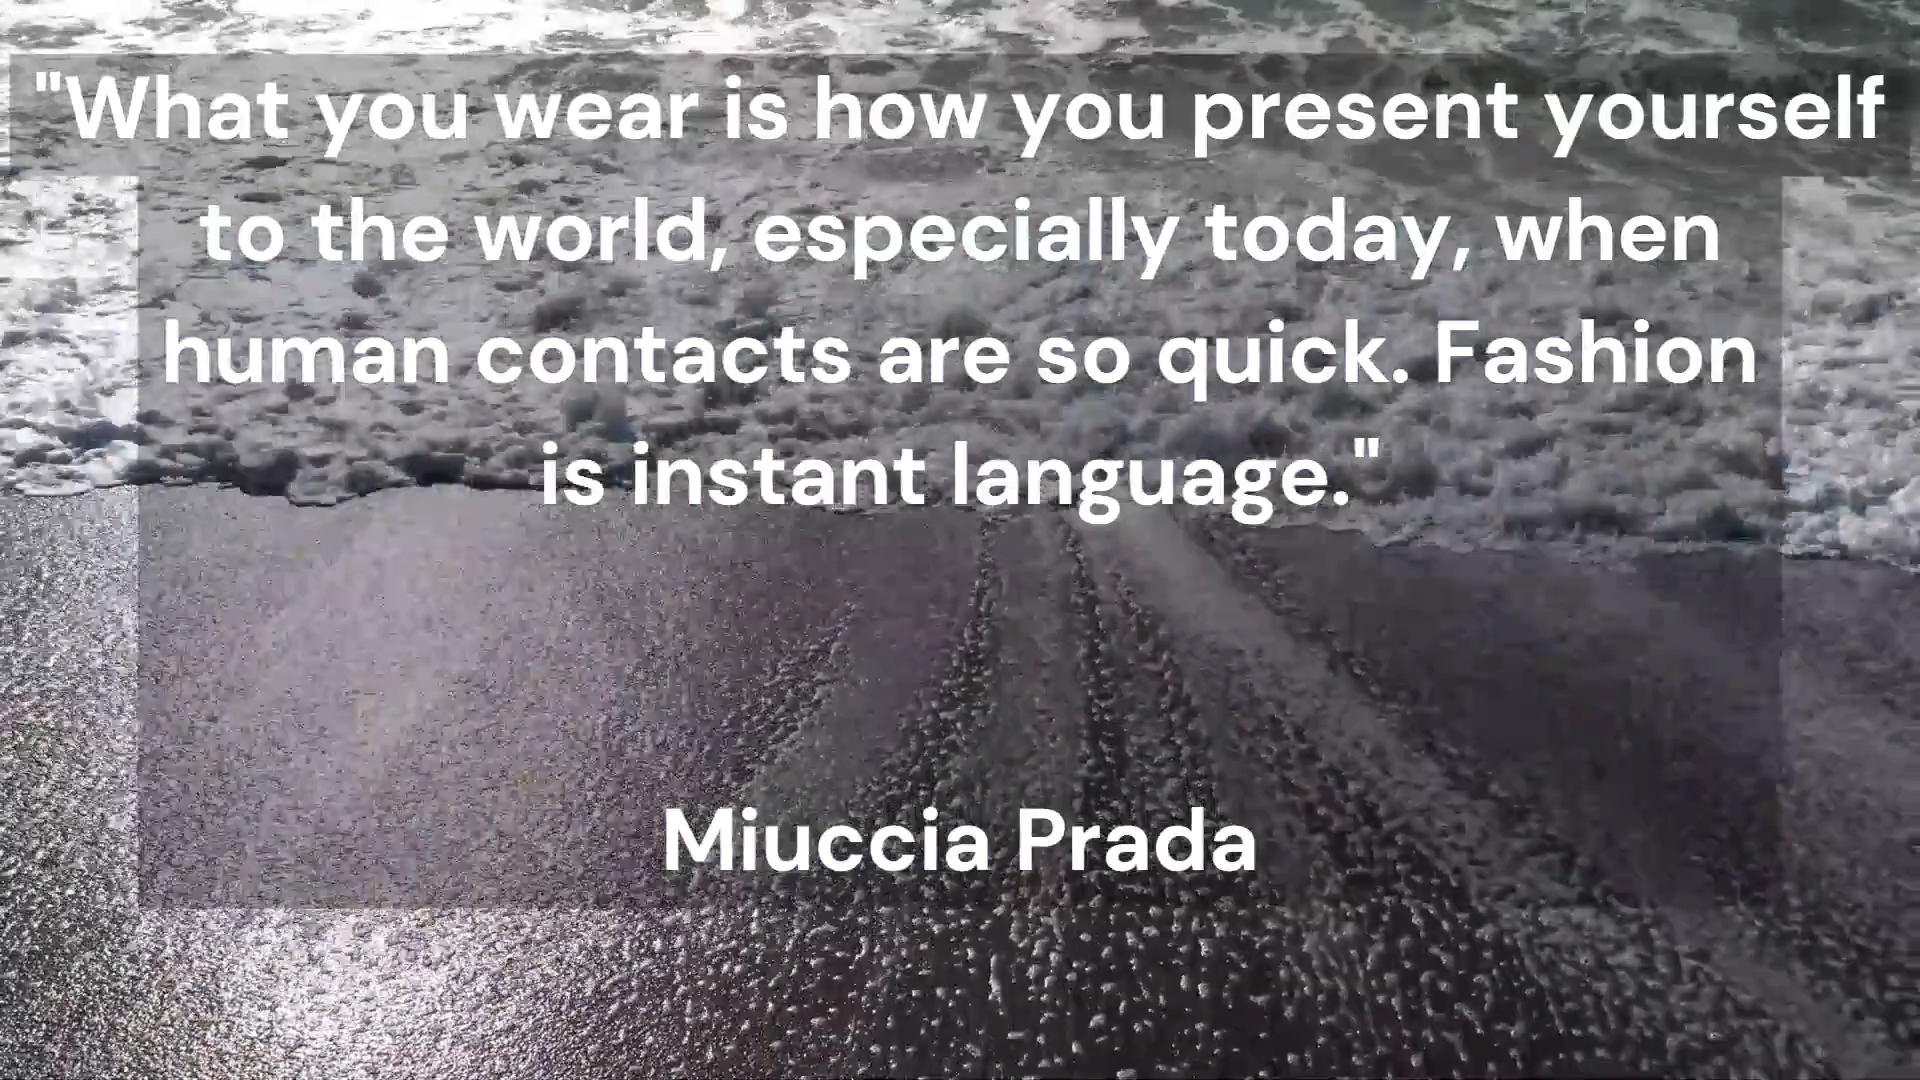 "What you wear is how you present yourself
to the world, especially today, when
human contacts are so quick. Fashion
is instant language."
Miuccia Prada